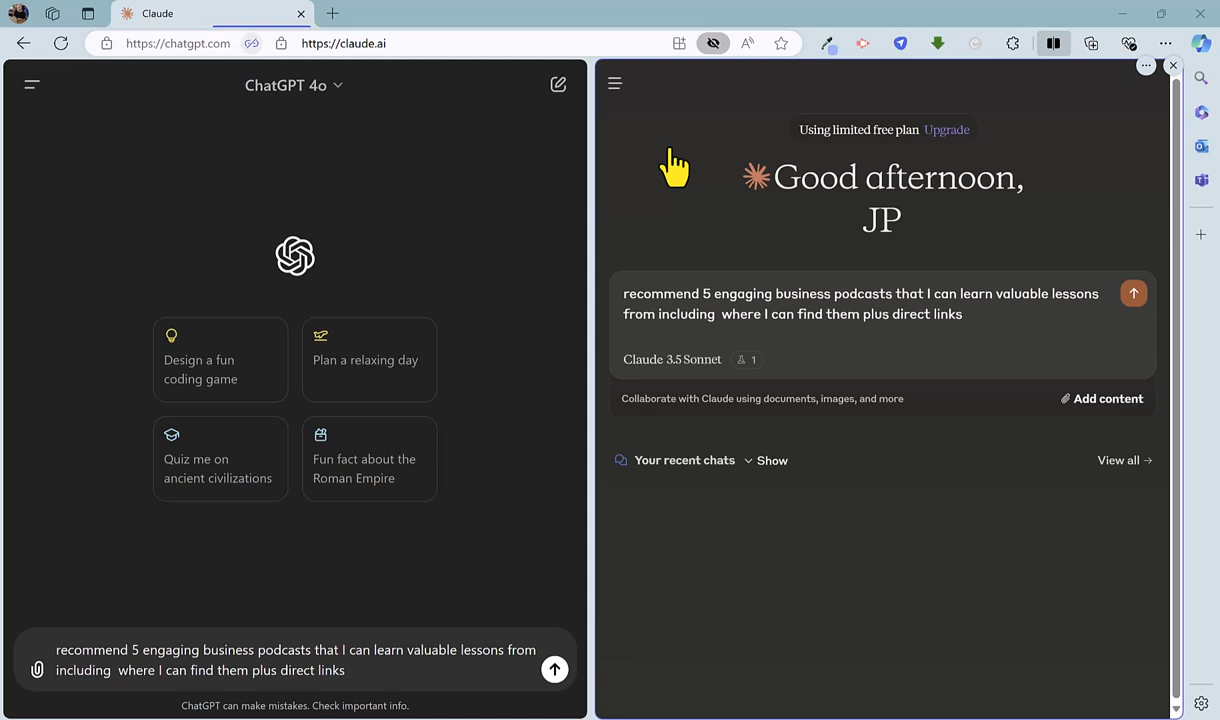 Claude
https://chatgpt.com
https://claude.ai
ChatGPT 4o
Design a fun
coding game
Plan a relaxing day
Quiz me on
ancient civilizations
Fun fact about the
Roman Empire
recommend 5 engaging business podcasts that I can learn valuable lessons from
including  where I can find them plus direct links
ChatGPT can make mistakes. Check important info.
Using limited free plan Upgrade
Good afternoon,
JP
recommend 5 engaging business podcasts that I can learn valuable lessons
from including  where I can find them plus direct links
Claude 3.5 Sonnet 1
Collaborate with Claude using documents, images, and more
Add content
Your recent chats Show
View all